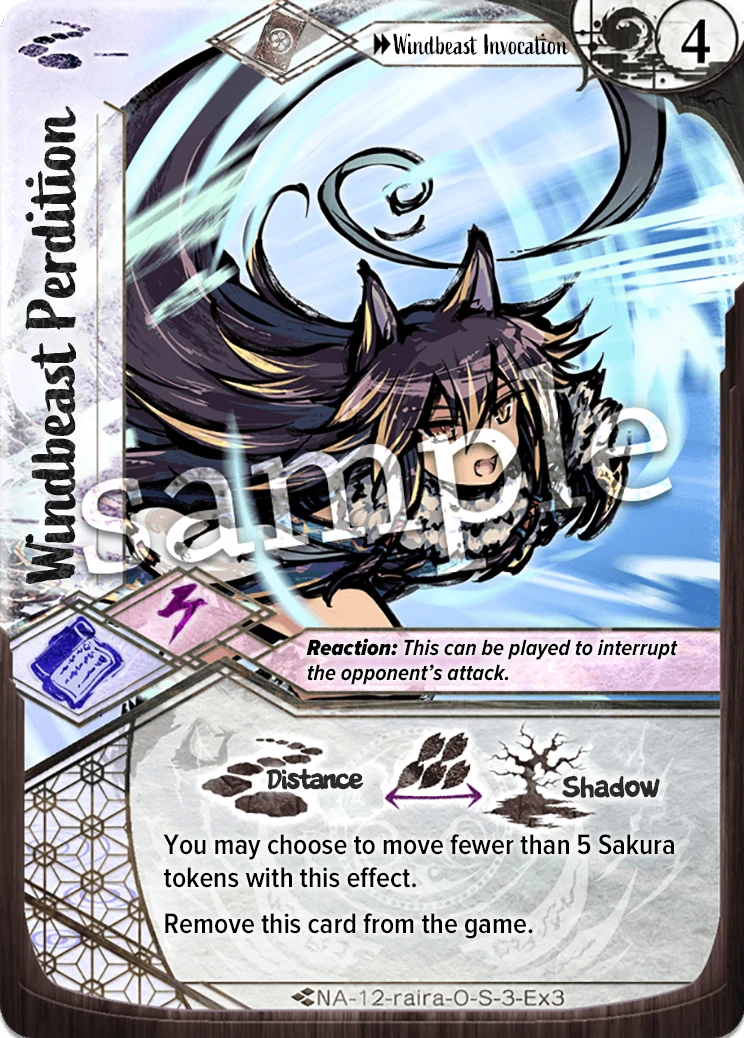 Windbeast Invocation
4
Windbeast Perdition
sample
Reaction: This can be played to interrupt
the opponent's attack.
Distance
Shadow
You may choose to move fewer than 5 Sakura
tokens with this effect.
Remove this card from the game.
NA-12-raira-O-S-3-Ex3